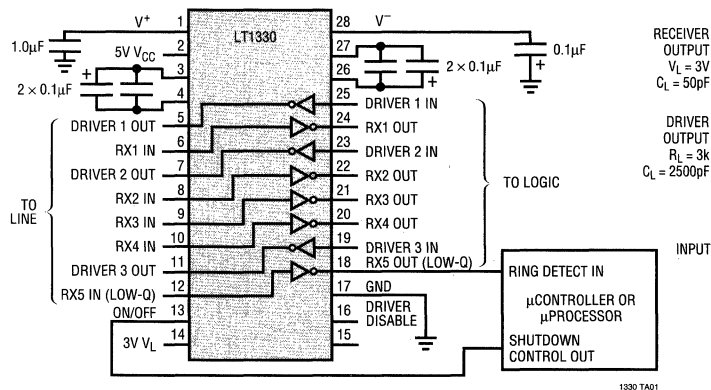 LT1330
V+
1
1.0µF
+
5V VCC
2
3
2 × 0.1µF
+
4
DRIVER 1 OUT
5
RX1 IN
6
DRIVER 2 OUT
7
RX2 IN
8
RX3 IN
9
RX4 IN
10
DRIVER 3 OUT
11
RX5 IN (LOW-Q)
12
ON/OFF
13
3V VL
14
TO
LINE
28
V–
0.1µF
+
27
2 × 0.1µF
+
26
25
DRIVER 1 IN
24
RX1 OUT
23
DRIVER 2 IN
22
RX2 OUT
21
RX3 OUT
20
RX4 OUT
19
DRIVER 3 IN
18
RX5 OUT (LOW-Q)
17
GND
16
DRIVER
DISABLE
15
TO LOGIC
RING DETECT IN
µCONTROLLER OR
µPROCESSOR
SHUTDOWN
CONTROL OUT
RECEIVER
OUTPUT
VL = 3V
CL = 50pF
DRIVER
OUTPUT
RL = 3k
CL = 2500pF
INPUT
1330 TA01